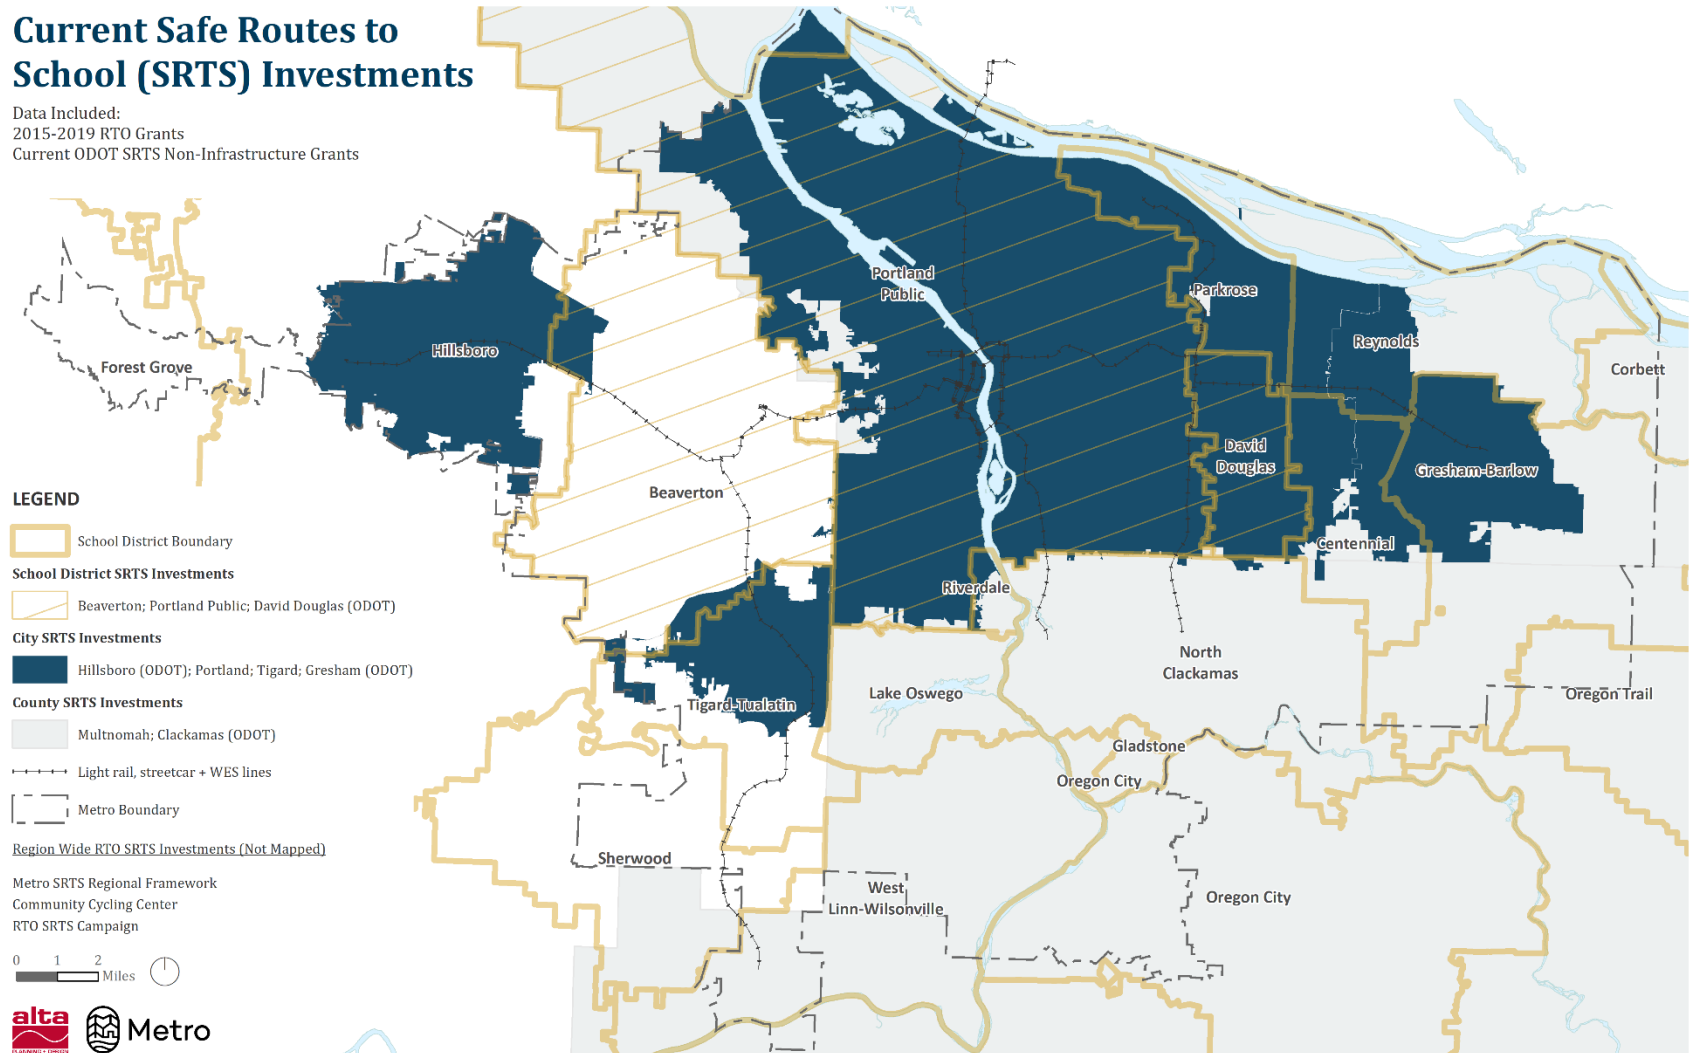 Current Safe Routes to
School (SRTS) Investments
Data Included:
2015-2019 RTO Grants
Current ODOT SRTS Non-Infrastructure Grants
Portland
Public
Parkrose
Hillsboro
Reynolds
Forest Grove
Corbett
David
Douglas
Gresham-Barlow
Beaverton
Centennial
Riverdale
North
Clackamas
Lake Oswego
Oregon Trail
Tigard-Tualatin
Gladstone
Oregon City
Sherwood
West
Linn-Wilsonville
Oregon City
LEGEND
School District Boundary
School District SRTS Investments
Beaverton; Portland Public; David Douglas (ODOT)
City SRTS Investments
Hillsboro (ODOT); Portland; Tigard; Gresham (ODOT)
County SRTS Investments
Multnomah; Clackamas (ODOT)
Light rail, streetcar + WES lines
Metro Boundary
Region Wide RTO SRTS Investments (Not Mapped)
Metro SRTS Regional Framework
Community Cycling Center
RTO SRTS Campaign
0 1 2
Miles
alta
PLANNING + DESIGN
Metro